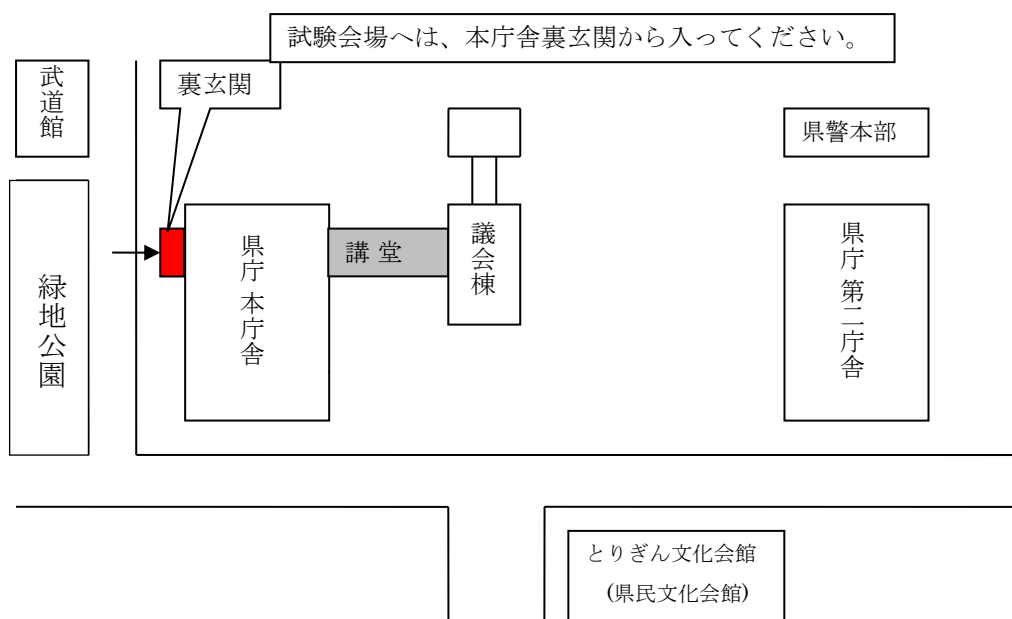 試験会場へは、本庁舎裏玄関から入ってください。
武道館
裏玄関
県警本部
緑地公園
県庁 本庁舎
講堂
議会棟
県庁 第二庁舎
とりぎん文化会館
(県民文化会館)